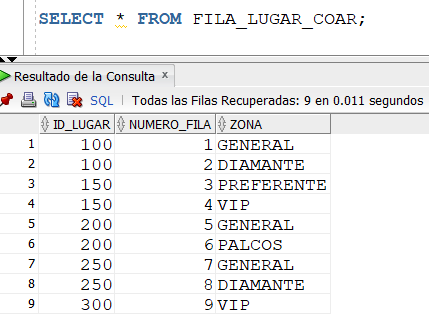 SELECT * FROM FILA_LUGAR_COAR;
Resultado de la Consulta x
SQL | Todas las Filas Recuperadas: 9 en 0.011 segundos
ID_LUGAR NUMERO_FILA ZONA
1 100 1 GENERAL
2 100 2 DIAMANTE
3 150 3 PREFERENTE
4 150 4 VIP
5 200 5 GENERAL
6 200 6 PALCOS
7 250 7 GENERAL
8 250 8 DIAMANTE
9 300 9 VIP